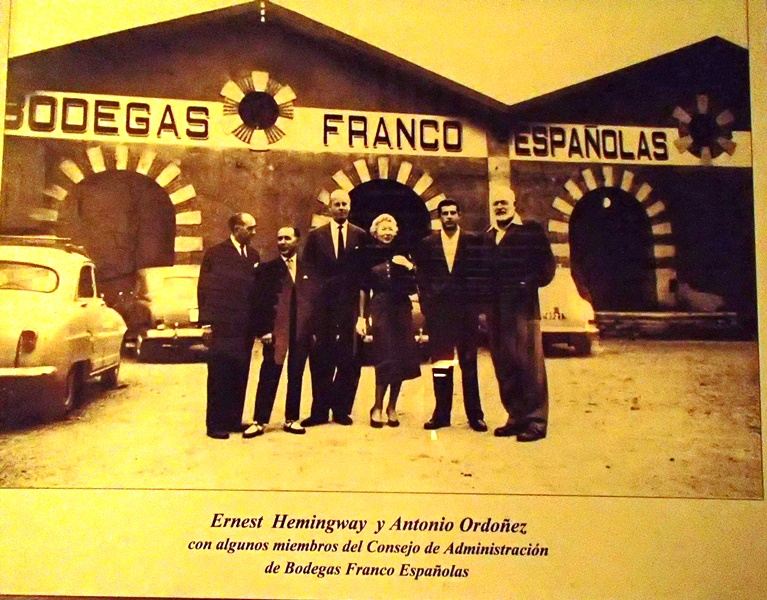 BODEGAS FRANCO ESPAÑOLAS
Ernest Hemingway y Antonio Ordoñez
con algunos miembros del Consejo de Administración
de Bodegas Franco Españolas